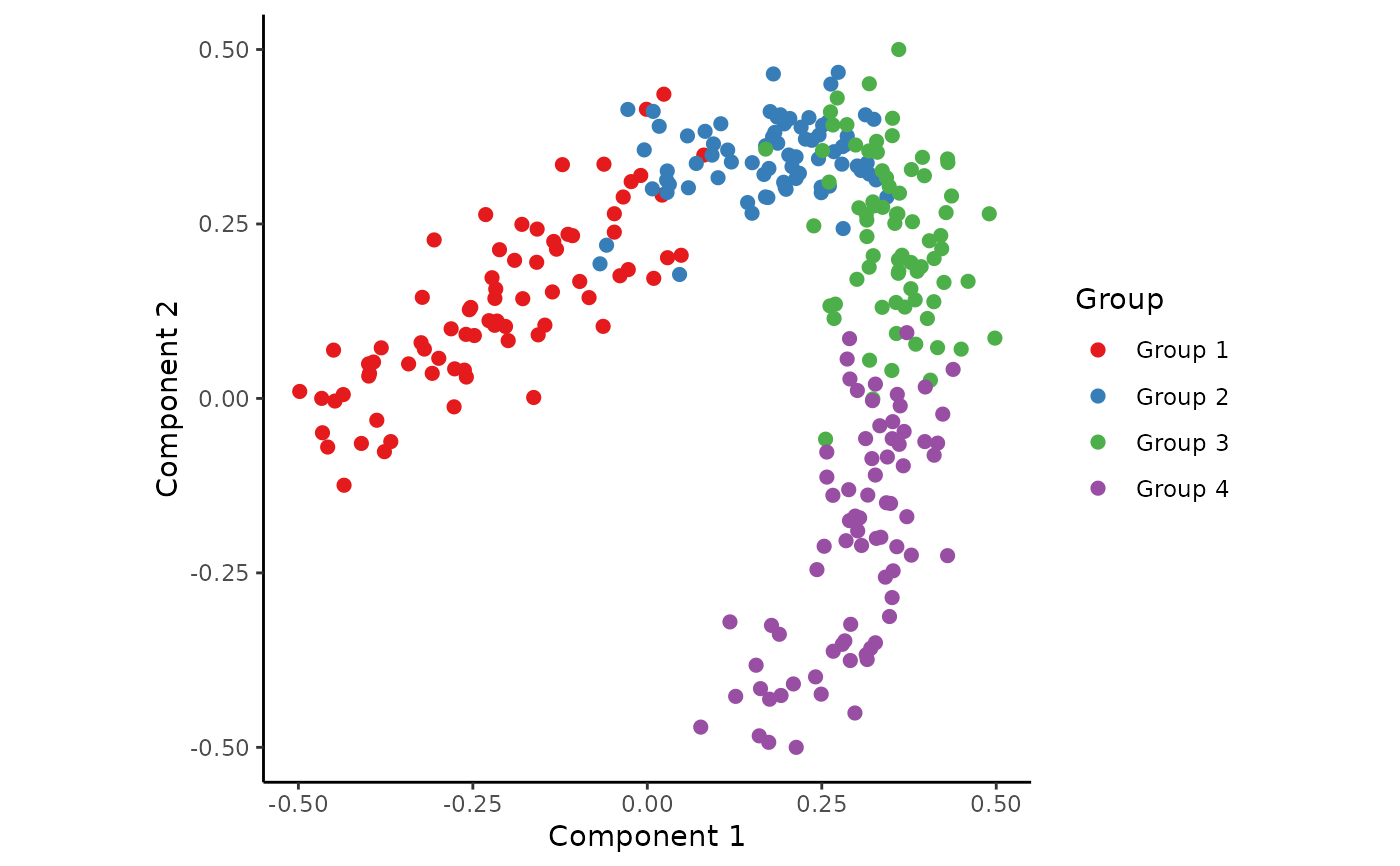 0.50
0.25
0.00
-0.25
-0.50
Component 2
-0.50 -0.25 0.00 0.25 0.50
Component 1
Group
Group 1
Group 2
Group 3
Group 4